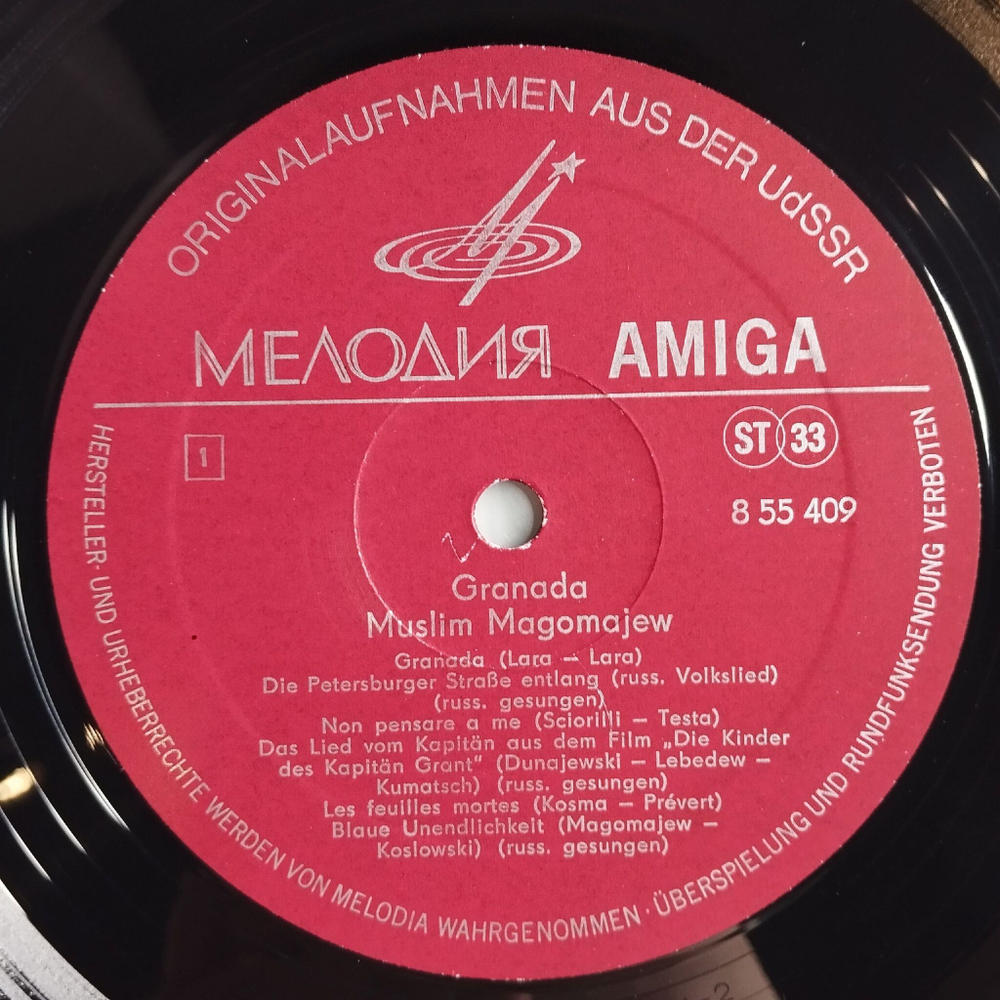 ORIGINALAUFNAHMEN AUS DER UdSSR
МЕЛОДИЯ AMIGA
1
ST 33
8 55 409
Granada
Muslim Magomajew
Granada (Lara – Lara)
Die Petersburger Straße entlang (russ. Volkslied)
(russ. gesungen)
Non pensare a me (Sciorilli – Testa)
Das Lied vom Kapitän aus dem Film „Die Kinder
des Kapitän Grant“ (Dunajewski – Lebedew –
Kumatsch) (russ. gesungen)
Les feuilles mortes (Kosma – Prévert)
Blaue Unendlichkeit (Magomajew –
Koslowski) (russ. gesungen)
HERSTELLER- UND URHEBERRECHTE WERDEN VON MELODIA WAHRGENOMMEN · ÜBERSPIELUNG UND RUNDFUNKSENDUNG VERBOTEN